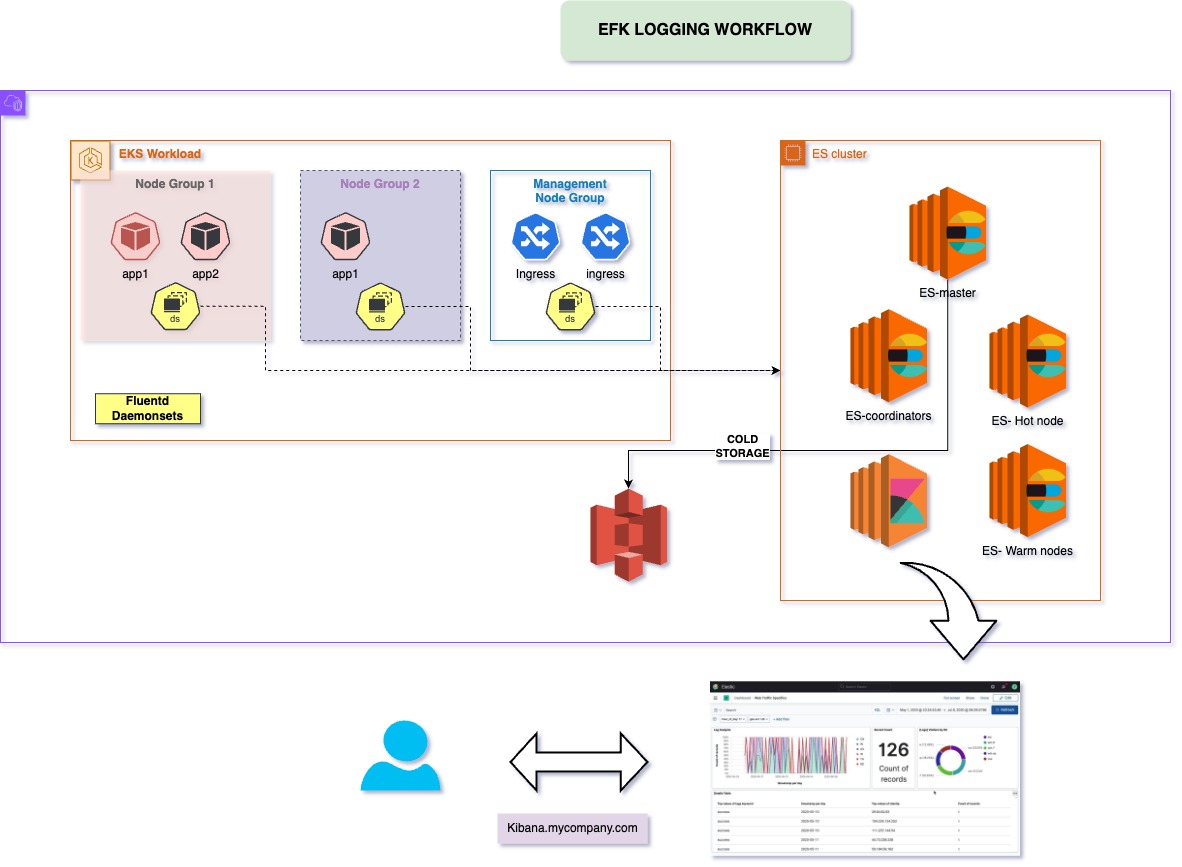 EFK LOGGING WORKFLOW
EKS Workload
Node Group 1
app1
app2
ds
Node Group 2
app1
ds
Management
Node Group
Ingress
ingress
ds
Fluentd
Daemonsets
ES cluster
ES-master
ES-coordinators
ES- Hot node
ES- Warm nodes
COLD
STORAGE
Kibana.mycompany.com
126
Count of
records